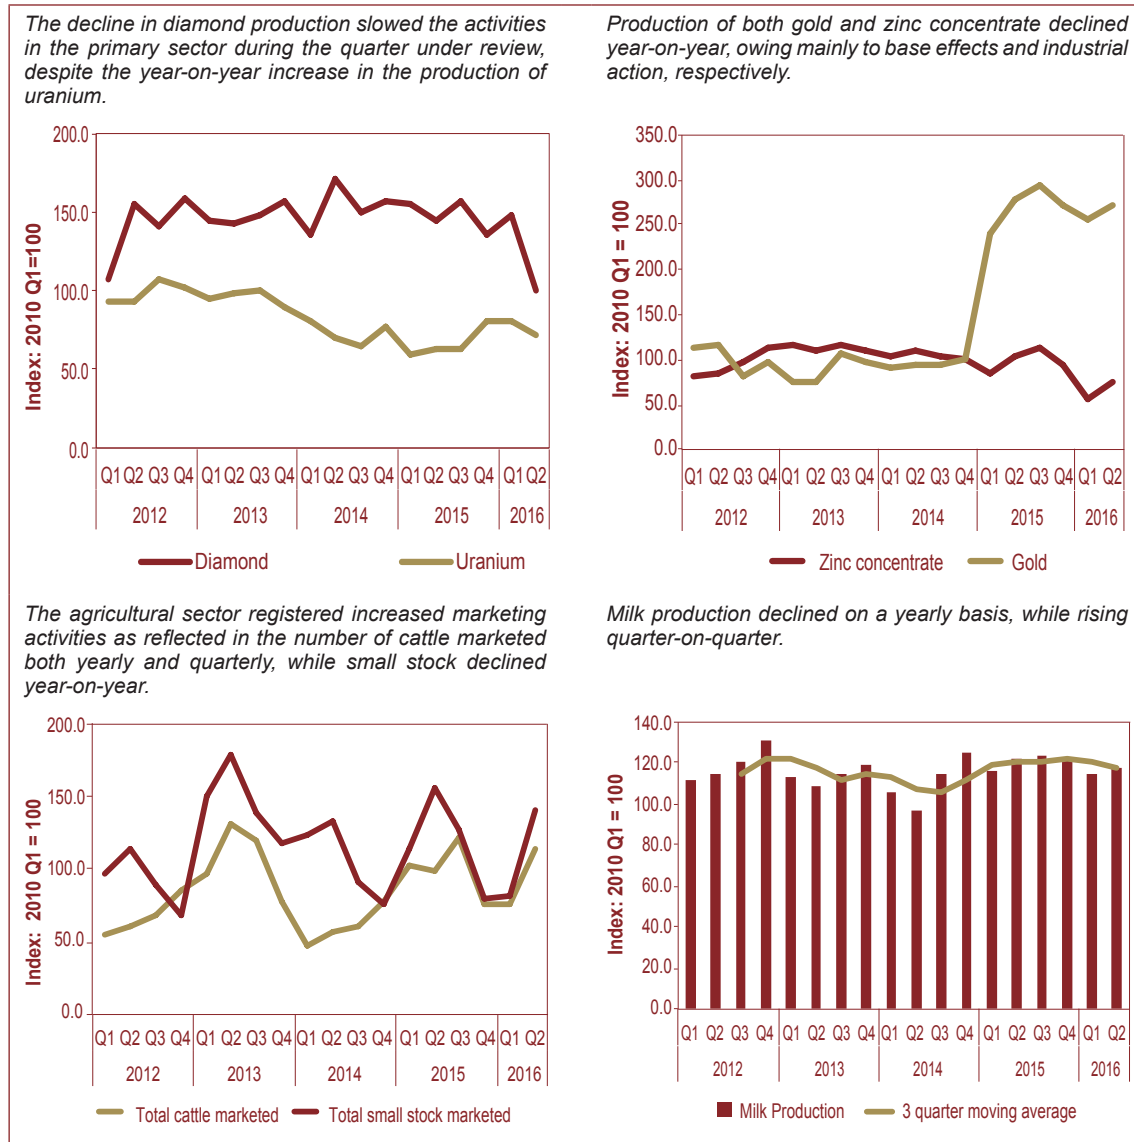 The decline in diamond production slowed the activities
in the primary sector during the quarter under review,
despite the year-on-year increase in the production of
uranium.
200.0
150.0
100.0
50.0
0.0
Index: 2010 Q1=100
Q1 Q2 Q3 Q4 Q1 Q2 Q3 Q4 Q1 Q2 Q3 Q4 Q1 Q2 Q3 Q4 Q1 Q2
2012 2013 2014 2015 2016
Diamond Uranium
Production of both gold and zinc concentrate declined
year-on-year, owing mainly to base effects and industrial
action, respectively.
350.0
300.0
250.0
200.0
150.0
100.0
50.0
0.0
Index: 2010 Q1 = 100
Q1 Q2 Q3 Q4 Q1 Q2 Q3 Q4 Q1 Q2 Q3 Q4 Q1 Q2 Q3 Q4 Q1 Q2
2012 2013 2014 2015 2016
Zinc concentrate Gold
The agricultural sector registered increased marketing
activities as reflected in the number of cattle marketed
both yearly and quarterly, while small stock declined
year-on-year.
200.0
150.0
100.0
50.0
0.0
Index: 2010 Q1 = 100
Q1 Q2 Q3 Q4 Q1 Q2 Q3 Q4 Q1 Q2 Q3 Q4 Q1 Q2 Q3 Q4 Q1 Q2
2012 2013 2014 2015 2016
Total cattle marketed Total small stock marketed
Milk production declined on a yearly basis, while rising
quarter-on-quarter.
140.0
120.0
100.0
80.0
60.0
40.0
20.0
0.0
Index: 2010 Q1 = 100
Q1 Q2 Q3 Q4 Q1 Q2 Q3 Q4 Q1 Q2 Q3 Q4 Q1 Q2 Q3 Q4 Q1 Q2
2012 2013 2014 2015 2016
Milk Production 3 quarter moving average